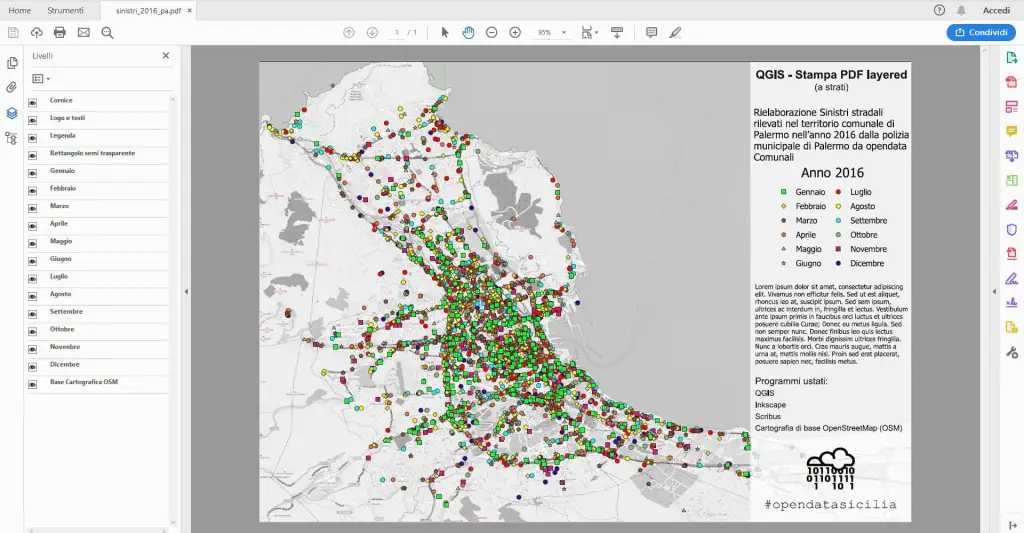 Home Strumenti sinistri_2016_pa.pdf × Accedi
1 / 1 95% Condividi
Livelli
Cornice
Logo e testi
Legenda
Rettangolo semi trasparente
Gennaio
Febbraio
Marzo
Aprile
Maggio
Giugno
Luglio
Agosto
Settembre
Ottobre
Novembre
Dicembre
Base Cartografica OSM
QGIS - Stampa PDF layered
(a strati)
Rielaborazione Sinistri stradali
rilevati nel territorio comunale di
Palermo nell'anno 2016 dalla polizia
municipale di Palermo da opendata
Comunali
Anno 2016
Gennaio Luglio
Febbraio Agosto
Marzo Settembre
Aprile Ottobre
Maggio Novembre
Giugno Dicembre
Lorem ipsum dolor sit amet, consectetur adipiscing
elit. Vivamus non efficitur felis. Sed ut est aliquet,
rhoncus leo at, suscipit ipsum. Sed sem ipsum,
ultrices ac interdum in, fringilla et lectus. Vestibulum
ante ipsum primis in faucibus orci luctus et ultrices
posuere cubilia Curae; Donec eu metus ligula. Sed
non semper nunc. Donec finibus leo quis lectus
maximus facilisis. Morbi dignissim ultrices fringilla.
Nunc a lobortis orci. Cras mauris augue, mattis a
urna at, mattis mollis nisl. Proin sed erat placerat,
posuere sapien nec, facilisis metus.
Programmi ustati:
QGIS
Inkscape
Scribus
Cartografia di base OpenStreetMap (OSM)
10110010
01101111
1 10 1
#opendatasicilia